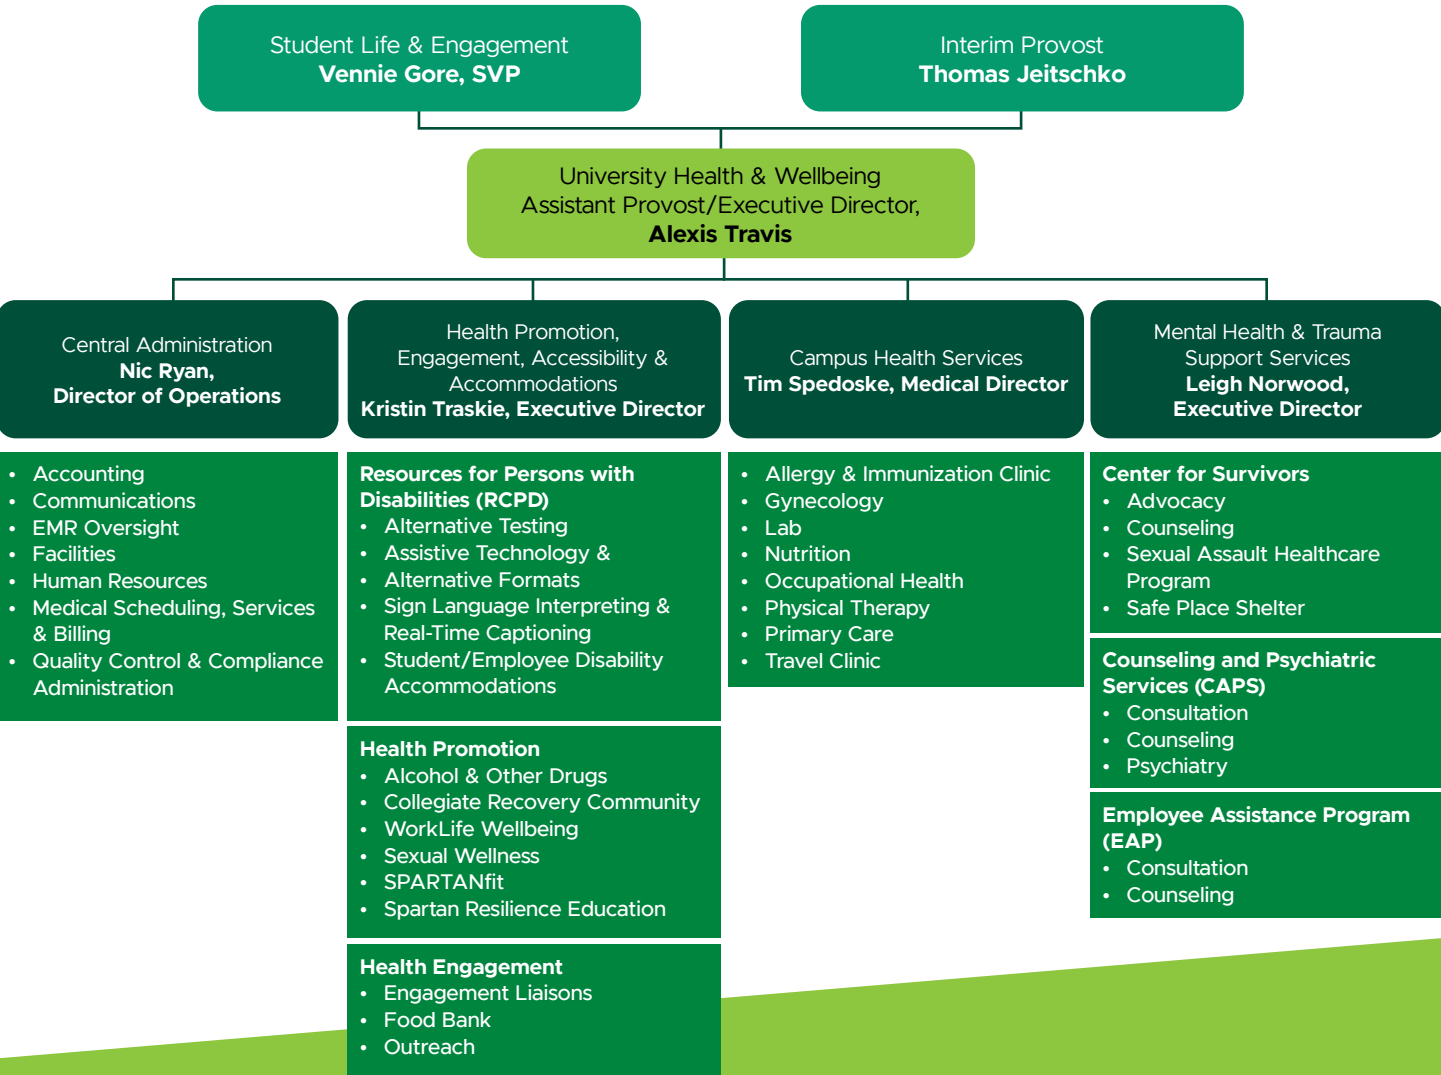 Student Life & Engagement
Vennie Gore, SVP
Interim Provost
Thomas Jeitschko
University Health & Wellbeing
Assistant Provost/Executive Director,
Alexis Travis
Central Administration
Nic Ryan,
Director of Operations
• Accounting
• Communications
• EMR Oversight
• Facilities
• Human Resources
• Medical Scheduling, Services
& Billing
• Quality Control & Compliance
Administration
Health Promotion,
Engagement, Accessibility &
Accommodations
Kristin Traskie, Executive Director
Resources for Persons with
Disabilities (RCPD)
• Alternative Testing
• Assistive Technology &
• Alternative Formats
• Sign Language Interpreting &
Real-Time Captioning
• Student/Employee Disability
Accommodations
Health Promotion
• Alcohol & Other Drugs
• Collegiate Recovery Community
• WorkLife Wellbeing
• Sexual Wellness
• SPARTANfit
• Spartan Resilience Education
Health Engagement
• Engagement Liaisons
• Food Bank
• Outreach
Campus Health Services
Tim Spedoske, Medical Director
• Allergy & Immunization Clinic
• Gynecology
• Lab
• Nutrition
• Occupational Health
• Physical Therapy
• Primary Care
• Travel Clinic
Mental Health & Trauma
Support Services
Leigh Norwood,
Executive Director
Center for Survivors
• Advocacy
• Counseling
• Sexual Assault Healthcare
Program
• Safe Place Shelter
Counseling and Psychiatric
Services (CAPS)
• Consultation
• Counseling
• Psychiatry
Employee Assistance Program
(EAP)
• Consultation
• Counseling